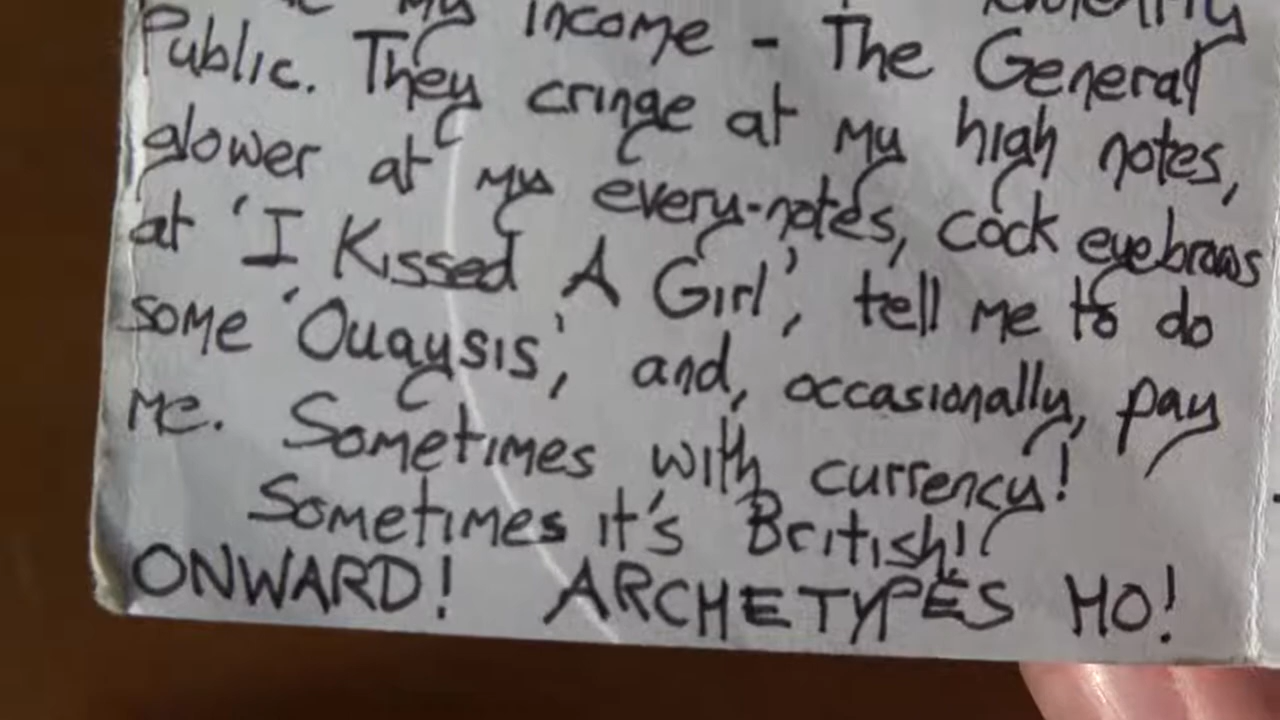 my income - The General
Public. They cringe at my high notes,
glower at my every-notes, cock eyebrows
at 'I Kissed A Girl', tell me to do
some 'Ouaysis,' and, occasionally, pay
me. Sometimes with currency!
Sometimes it's British!!
ONWARD! ARCHETYPES HO!